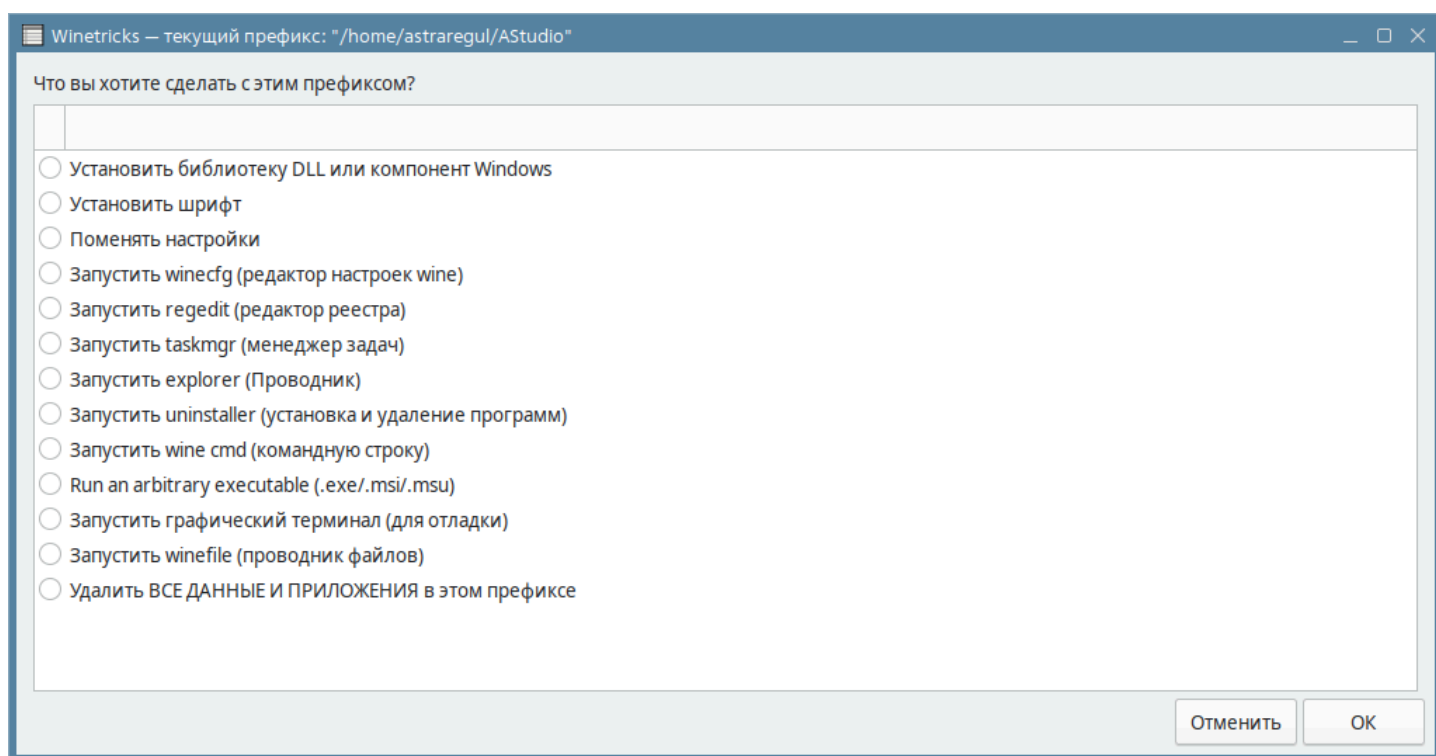 Winetricks — текущий префикс: "/home/astraregul/AStudio"
Что вы хотите сделать с этим префиксом?
Установить библиотеку DLL или компонент Windows
Установить шрифт
Поменять настройки
Запустить winecfg (редактор настроек wine)
Запустить regedit (редактор реестра)
Запустить taskmgr (менеджер задач)
Запустить explorer (Проводник)
Запустить uninstaller (установка и удаление программ)
Запустить wine cmd (командную строку)
Run an arbitrary executable (.exe/.msi/.msu)
Запустить графический терминал (для отладки)
Запустить winefile (проводник файлов)
Удалить ВСЕ ДАННЫЕ И ПРИЛОЖЕНИЯ в этом префиксе
Отменить ОК